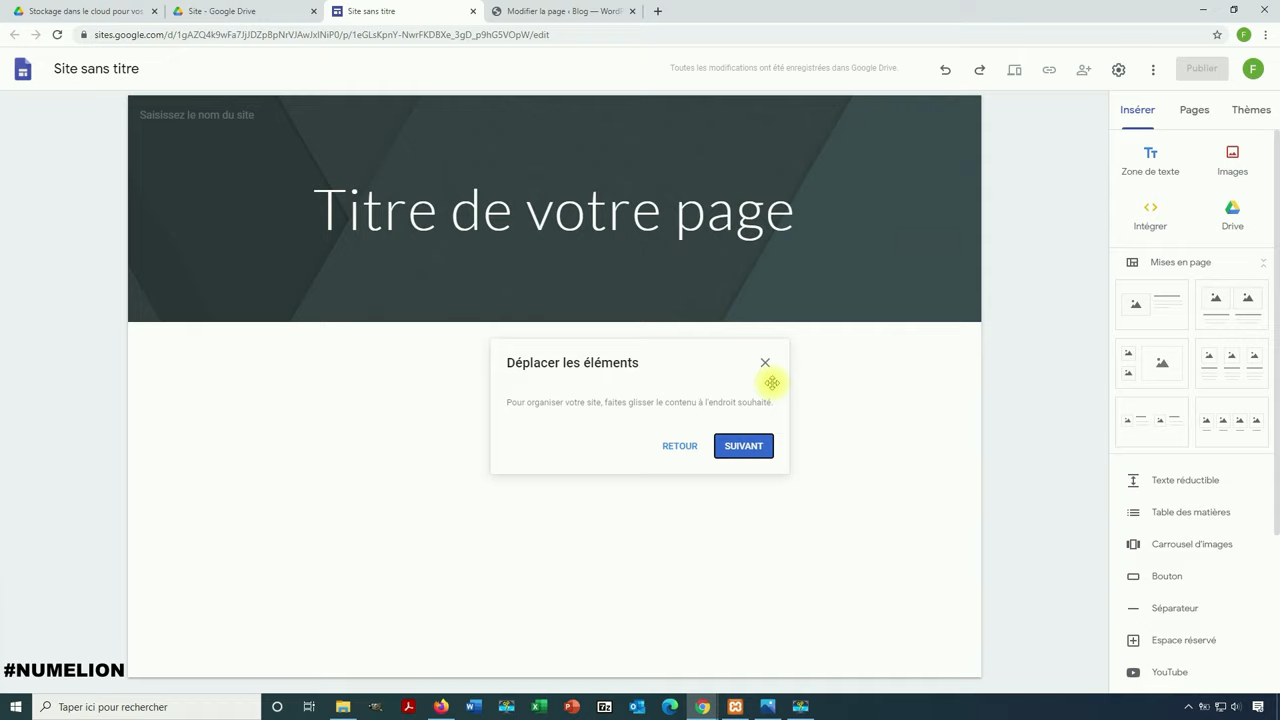 Stockage dans le cloud pour vos
Site - Google Drive
Site sans titre
Modifier la page ‹ Blog — WordP
sites.google.com/d/1gAZQ4k9wFa7JjJDZpBpNrVJAwJxlNiP0/p/1eGLsKpnY-NwrFKDBXe_3gD_p9hG5VOpW/edit
F
Site sans titre
Toutes les modifications ont été enregistrées dans Google Drive.
Publier
F
Insérer
Pages
Thèmes
Saisissez le nom du site
Titre de votre page
Zone de texte
Images
Intégrer
Drive
Mises en page
Déplacer les éléments
Pour organiser votre site, faites glisser le contenu à l'endroit souhaité.
RETOUR
SUIVANT
Texte réductible
Table des matières
Carrousel d'images
Bouton
Séparateur
Espace réservé
YouTube
#NUMELION
Taper ici pour rechercher